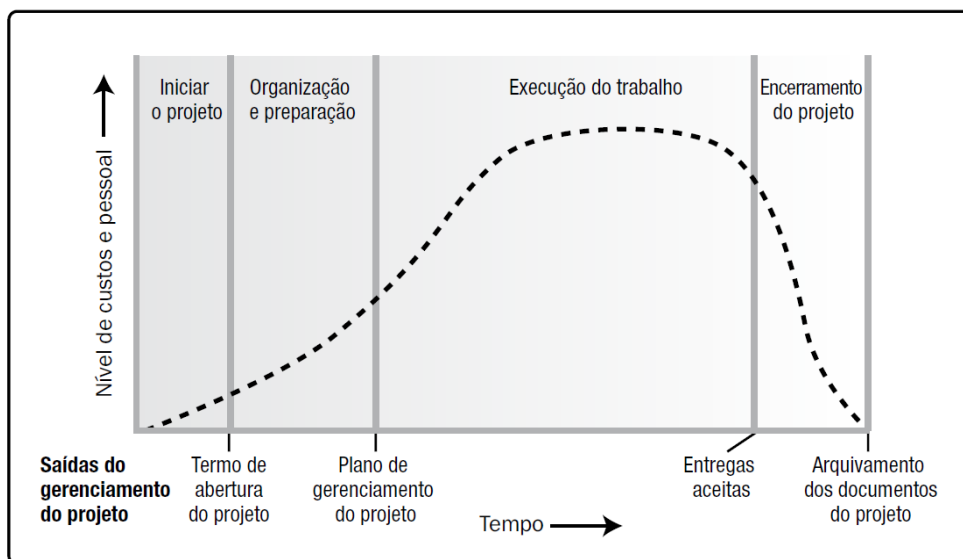 Iniciar
o projeto
Organização
e preparação
Execução do trabalho
Encerramento
do projeto
Nível de custos e pessoal
Saídas do
gerenciamento
do projeto
Termo de
abertura
do projeto
Plano de
gerenciamento
do projeto
Entregas
aceitas
Arquivamento
dos documentos
do projeto
Tempo